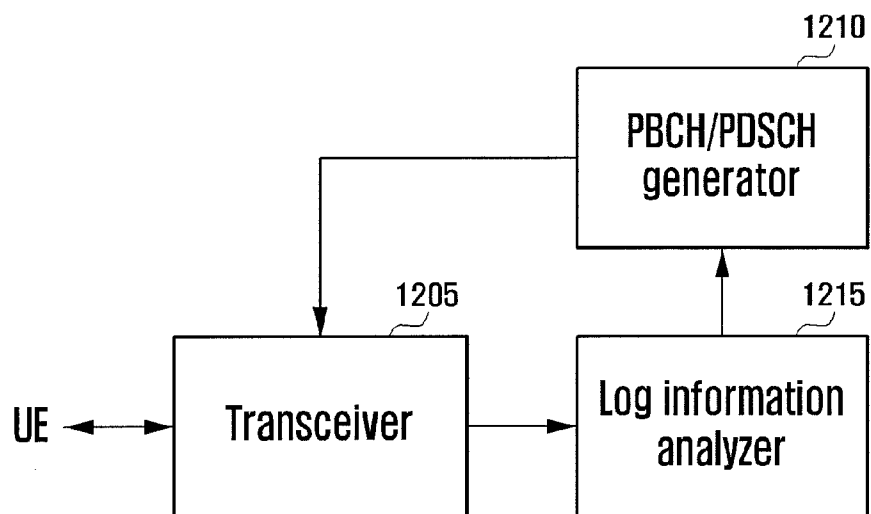 1210
PBCH/PDSCH
generator
1205
1215
UE
Transceiver
Log information
analyzer